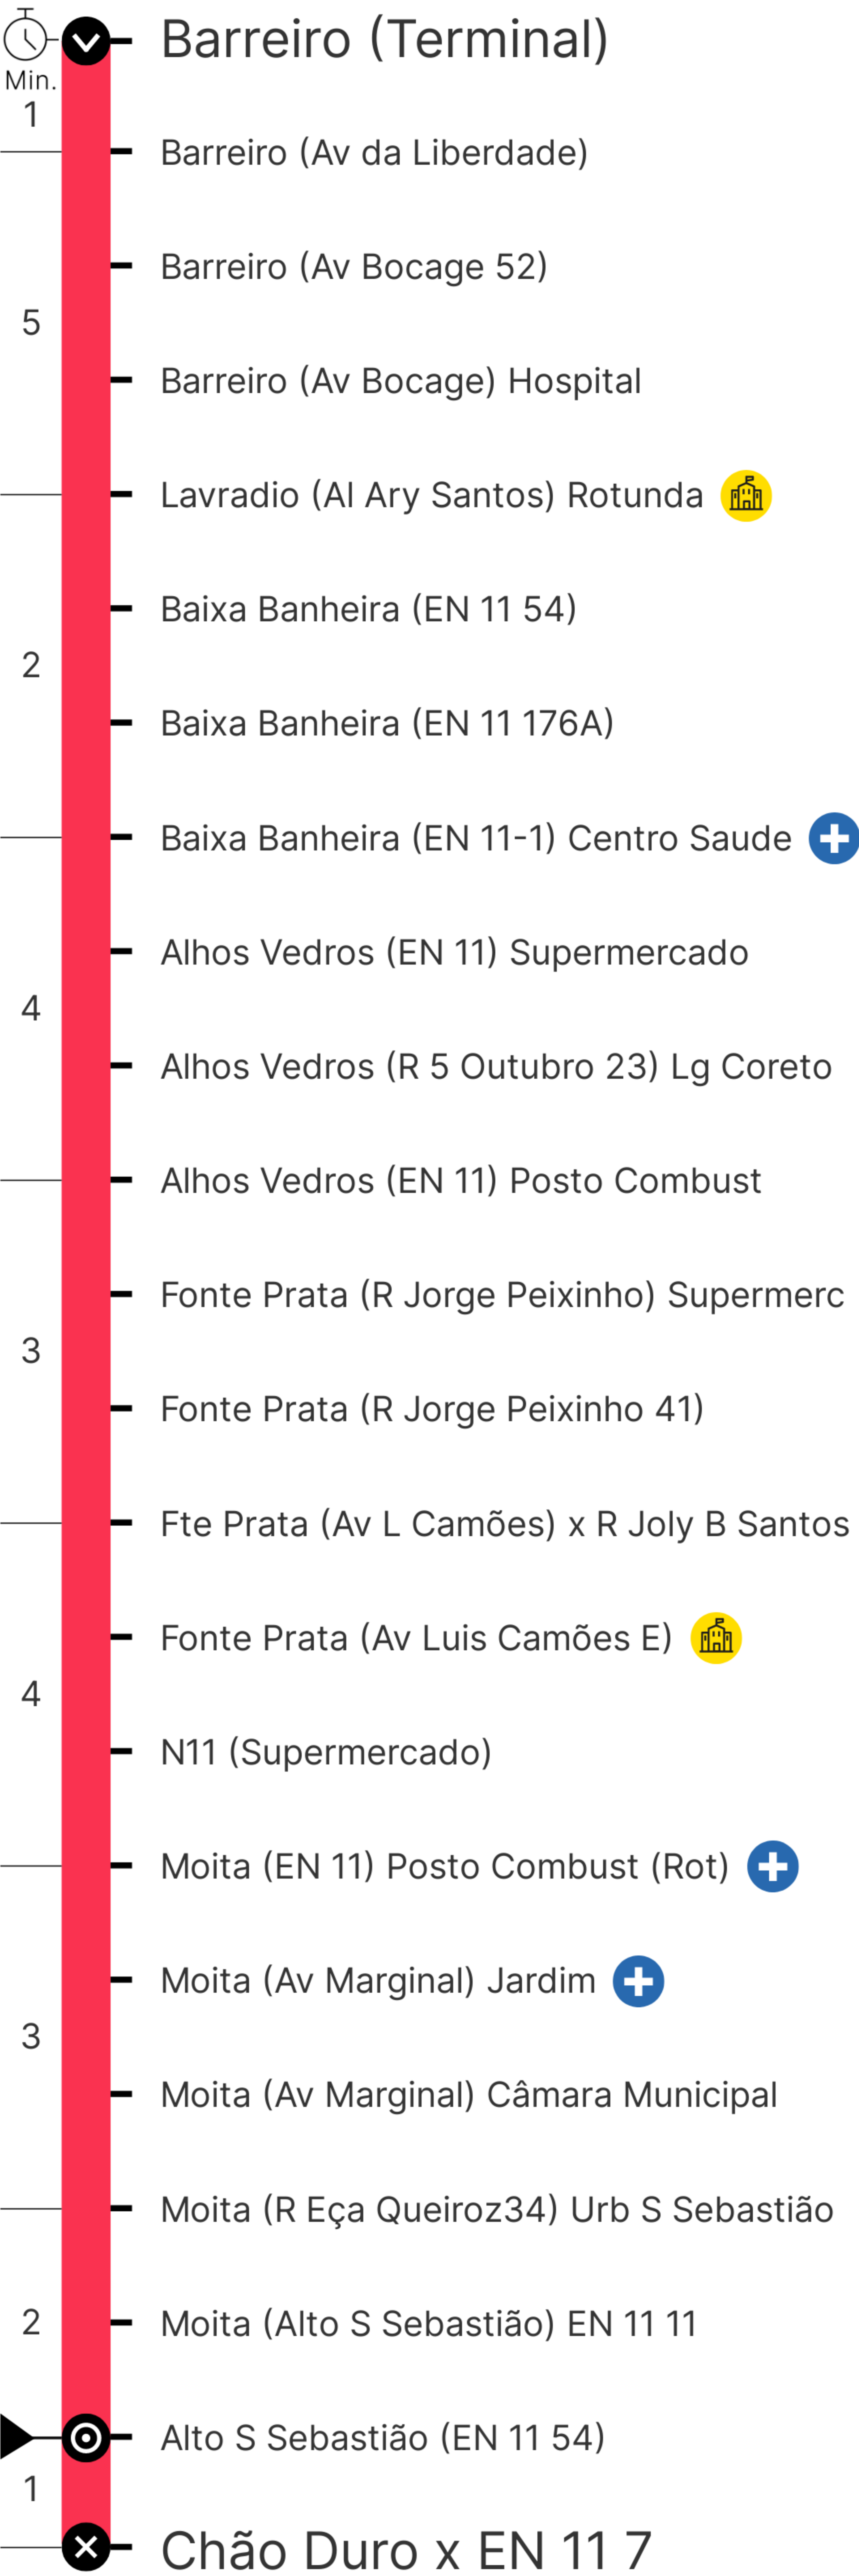 Barreiro (Terminal)
Min.
1
Barreiro (Av da Liberdade)
Barreiro (Av Bocage 52)
5
Barreiro (Av Bocage) Hospital
Lavradio (Al Ary Santos) Rotunda
Baixa Banheira (EN 11 54)
2
Baixa Banheira (EN 11 176A)
Baixa Banheira (EN 11-1) Centro Saude
Alhos Vedros (EN 11) Supermercado
4
Alhos Vedros (R 5 Outubro 23) Lg Coreto
Alhos Vedros (EN 11) Posto Combust
Fonte Prata (R Jorge Peixinho) Supermerc
3
Fonte Prata (R Jorge Peixinho 41)
Fte Prata (Av L Camões) x R Joly B Santos
Fonte Prata (Av Luis Camões E)
4
N11 (Supermercado)
Moita (EN 11) Posto Combust (Rot)
Moita (Av Marginal) Jardim
3
Moita (Av Marginal) Câmara Municipal
Moita (R Eça Queiroz34) Urb S Sebastião
2
Moita (Alto S Sebastião) EN 11 11
Alto S Sebastião (EN 11 54)
1
Chão Duro x EN 11 7